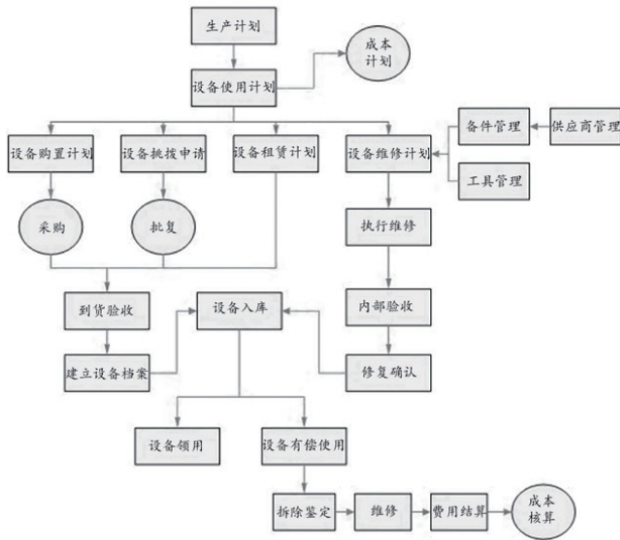 生产计划
成本
计划
设备使用计划
设备购置计划
设备挑拨申请
设备租赁计划
设备维修计划
备件管理
供应商管理
工具管理
采购
批复
执行维修
到货验收
设备入库
内部验收
建立设备档案
修复确认
设备领用
设备有偿使用
拆除鉴定
维修
费用结算
成本
核算